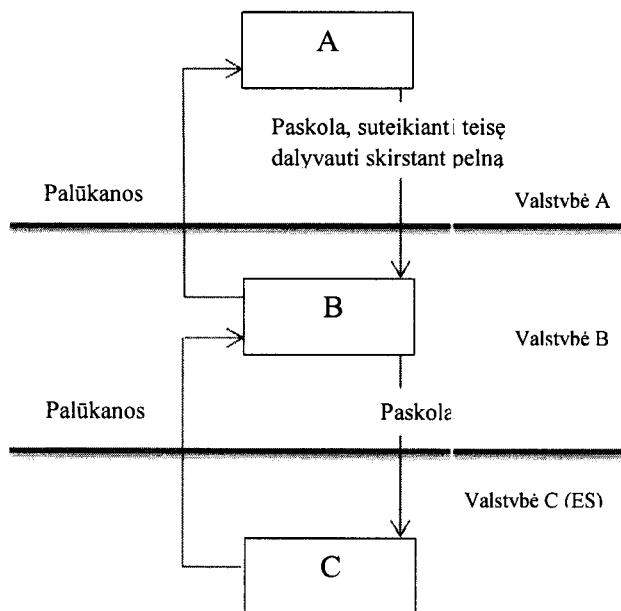 A
Paskola, suteikianti teisę
dalyvauti skirstant pelną
Palūkanos
Valstybė A
B
Valstybė B
Palūkanos
Paskola
Valstybė C (ES)
C